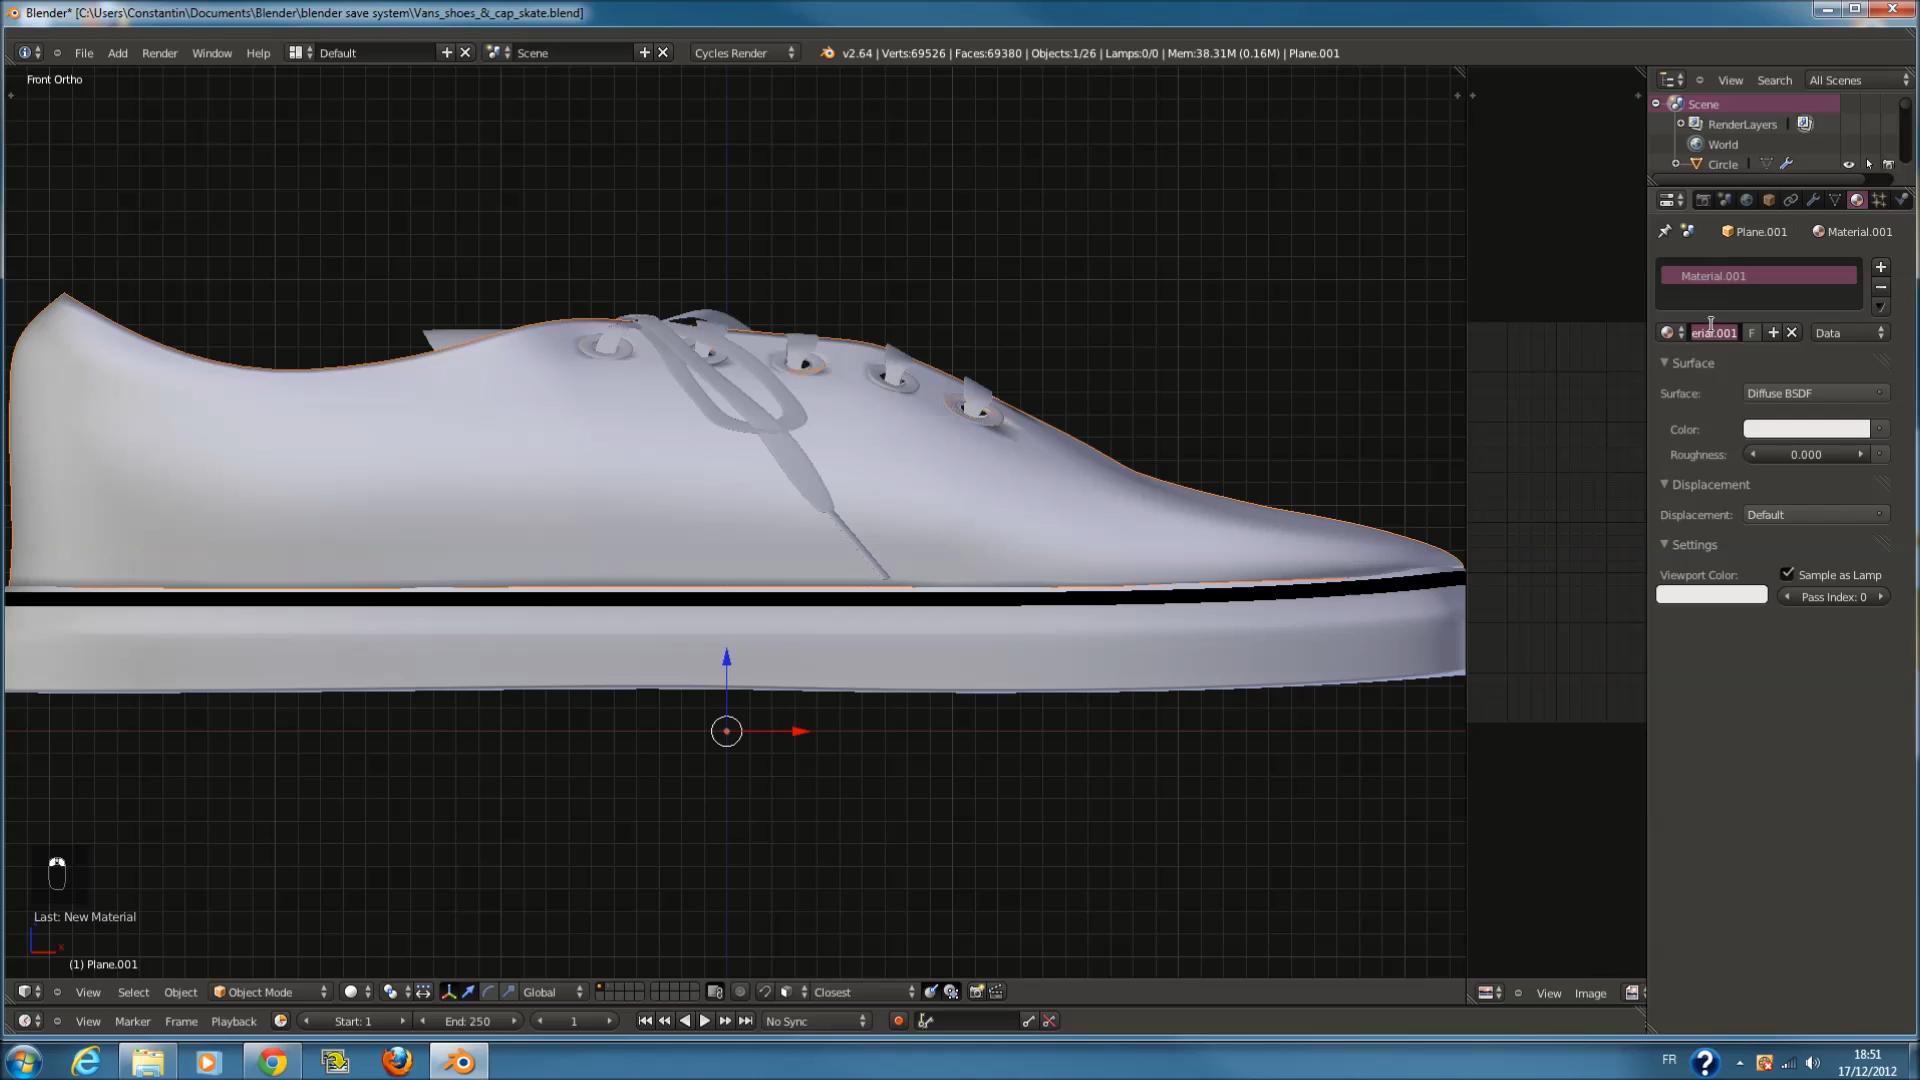 Blender* [C:\Users\Constantin\Documents\Blender\blender save system\Vans_shoes_&_cap_skate.blend]
File Add Render Window Help Default Scene Cycles Render v2.64 | Verts:69526 | Faces:69380 | Objects:1/26 | Lamps:0/0 | Mem:38.31M (0.16M) | Plane.001
Front Ortho
View Search All Scenes
Scene
RenderLayers
World
Circle
Plane.001 Material.001
Material.001
erial.001 F Data
Surface
Surface: Diffuse BSDF
Color:
Roughness: 0.000
Displacement
Displacement: Default
Settings
Viewport Color: Sample as Lamp
Pass Index: 0
Last: New Material
x
(1) Plane.001
View Select Object Object Mode Global Closest
View Image
View Marker Frame Playback Start: 1 End: 250 1 No Sync
FR
18:51
17/12/2012